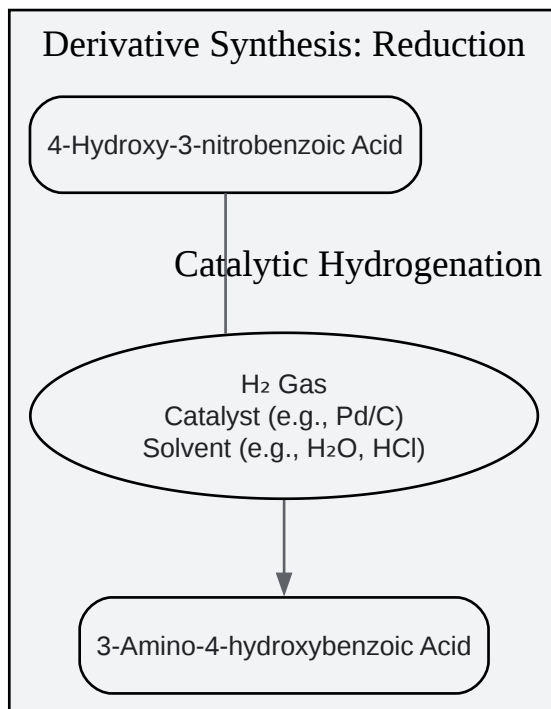 Derivative Synthesis: Reduction
4-Hydroxy-3-nitrobenzoic Acid
Catalytic Hydrogenation
H₂ Gas
Catalyst (e.g., Pd/C)
Solvent (e.g., H₂O, HCl)
3-Amino-4-hydroxybenzoic Acid